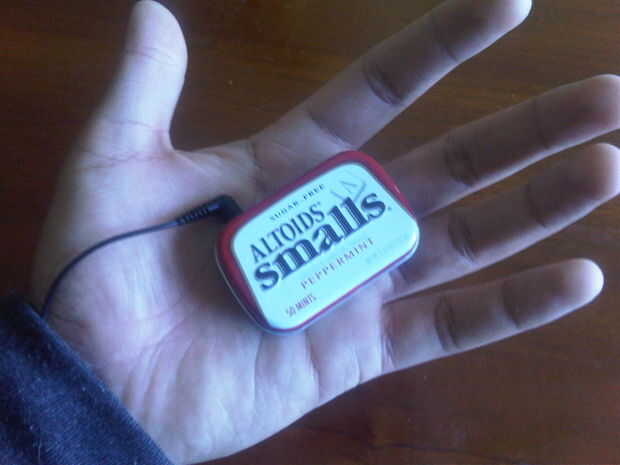 SUGAR-FREE
ALTOIDS®
smalls®
PEPPERMINT
50 MINTS